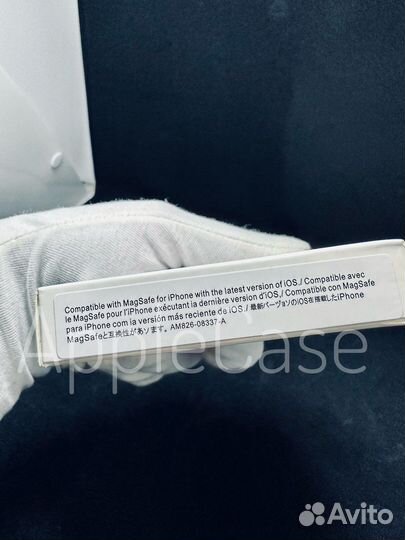 Compatible with MagSafe for iPhone with the latest version of iOS./ Compatible avec
le MagSafe pour l'iPhone exécutant la dernière version d'iOS./ Compatible con MagSafe
para iPhone com la versión más reciente de iOS./ 最新バーヴョソのiOSを搭載したiPhone
MagSafeと互換性があります。 AM826-08337-A
AppleCase
Avito